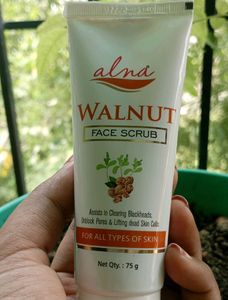 alna
WALNUT
FACE SCRUB
Assists in Clearing Blackheads,
Unblock Pores & Lifting dead Skin Cells
FOR ALL TYPES OF SKIN
Net Qty. : 75 g